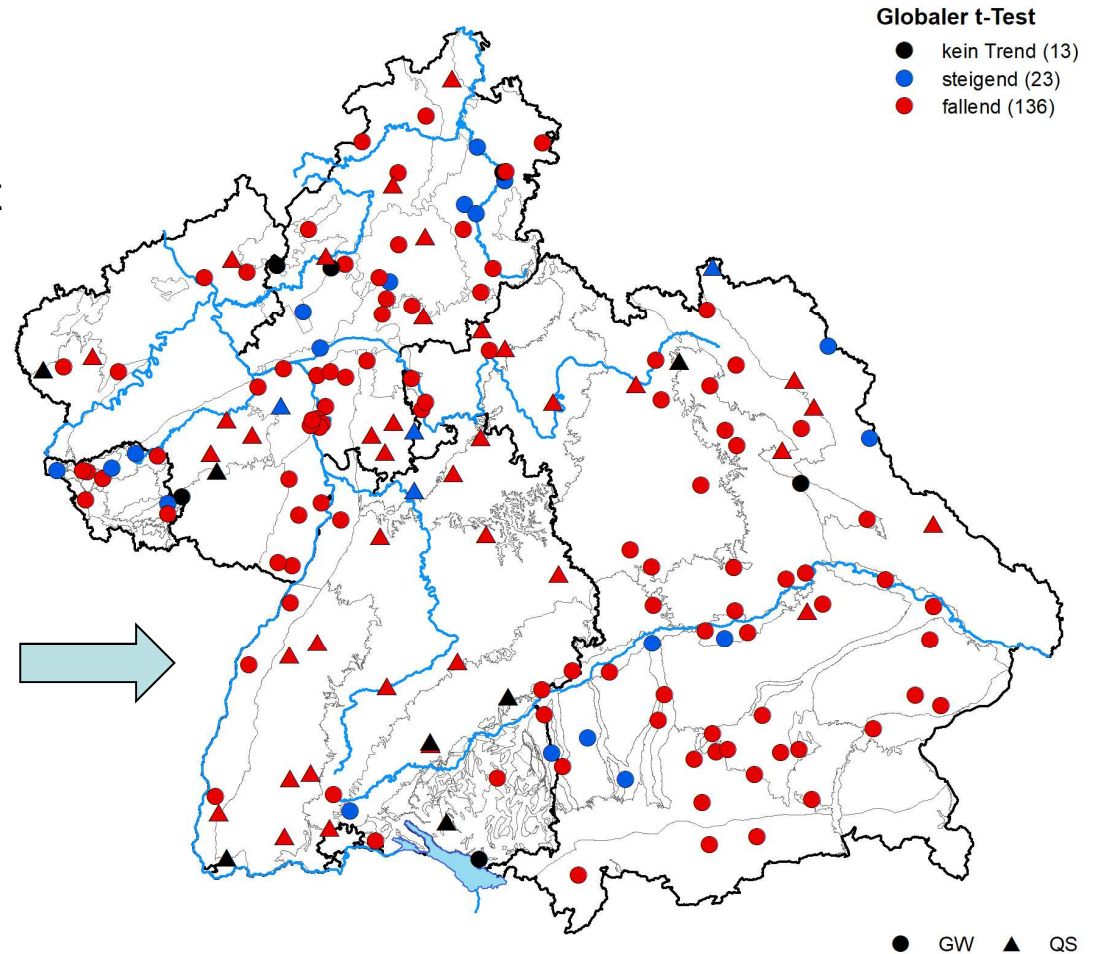 Globaler t-Test
kein Trend (13)
steigend (23)
fallend (136)
GW QS